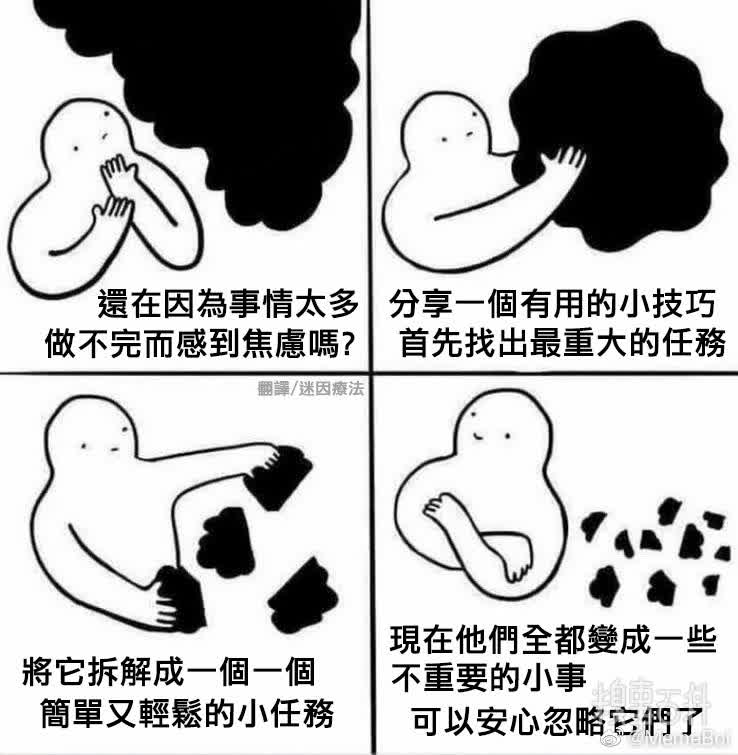 還在因為事情太多
做不完而感到焦慮嗎?
分享一個有用的小技巧
首先找出最重大的任務
翻譯/迷因療法
將它拆解成一個一個
簡單又輕鬆的小任務
現在他們全都變成一些
不重要的小事
可以安心忽略它們了
@MemeBoi